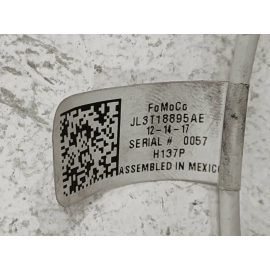 FoMoCo
JL3T18895AE
12-14-17
SERIAL # 0057
H137P
ASSEMBLED IN MEXICO